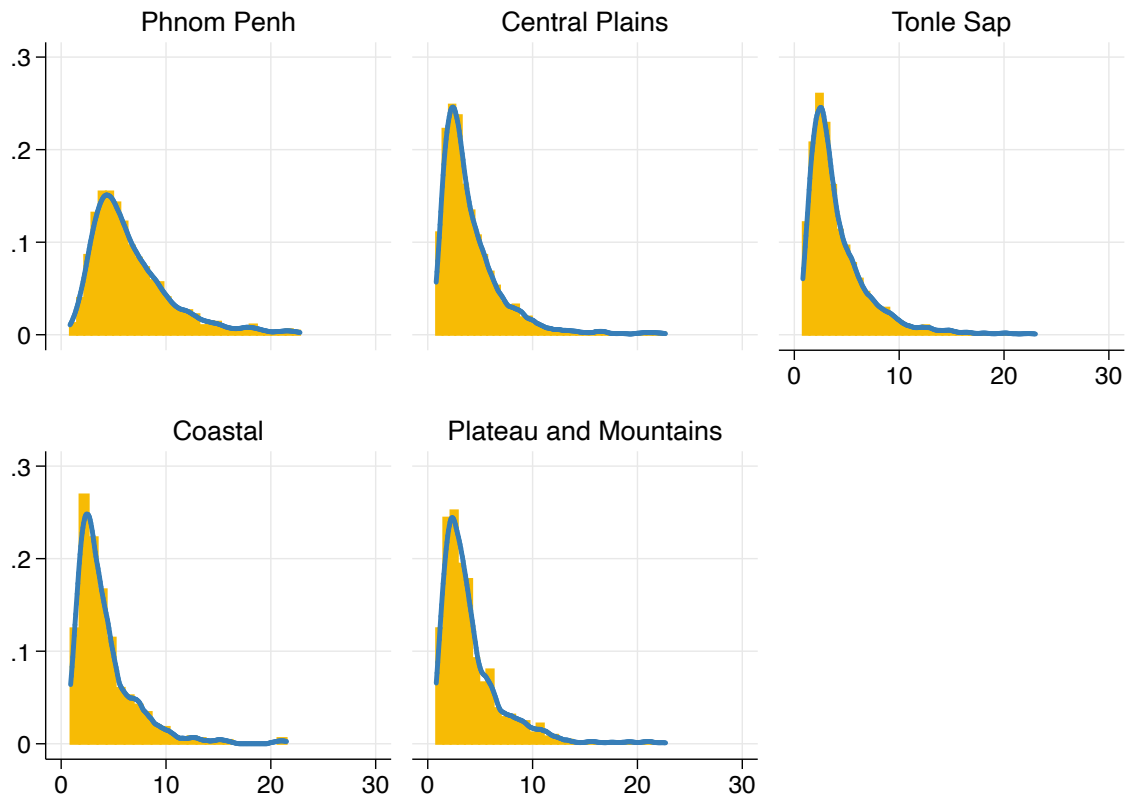 Phnom Penh
Central Plains
Tonle Sap
.3
.2
.1
0
0 10 20 30
Coastal
Plateau and Mountains
.3
.2
.1
0
0 10 20 30
0 10 20 30